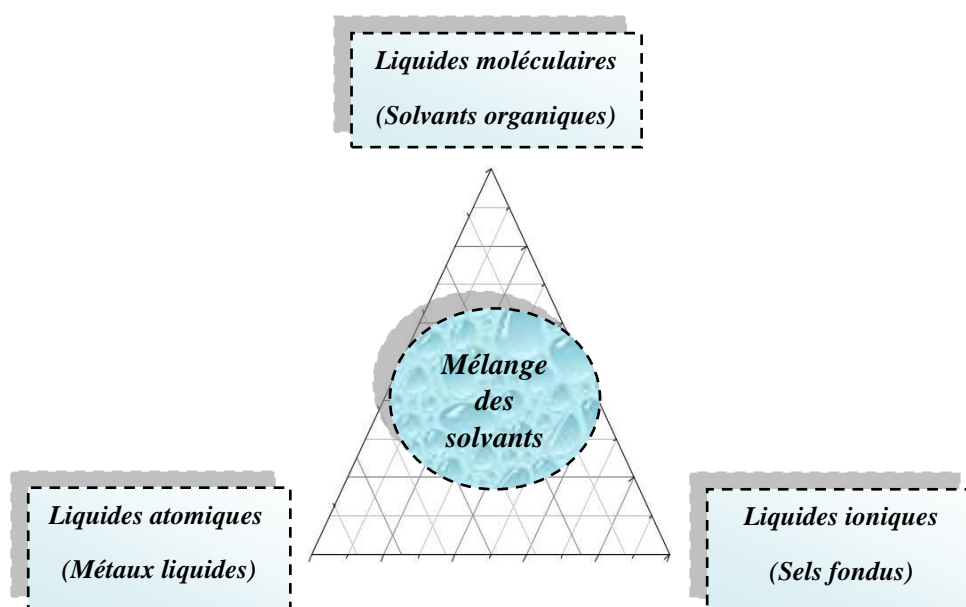 Liquides moléculaires
(Solvants organiques)
Mélange
des
solvants
Liquides atomiques
(Métaux liquides)
Liquides ioniques
(Sels fondus)